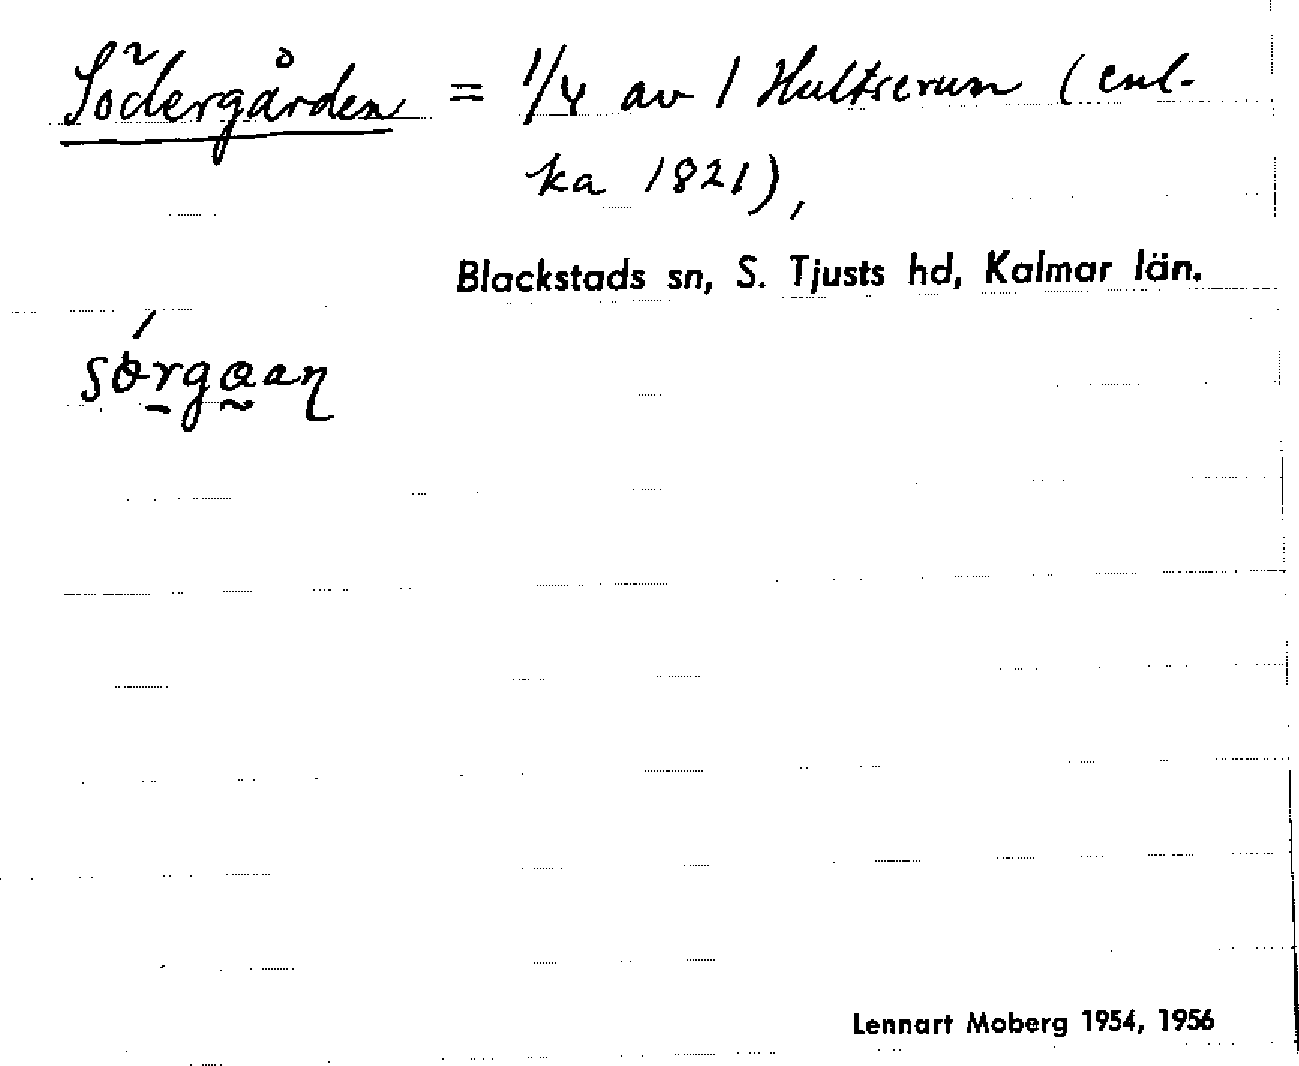 Södergården = 1/4 av 1 Hultserum (enl.
ka 1821),
Blackstads sn, S. Tjusts hd, Kalmar län.
Lennart Moberg 1954, 1956